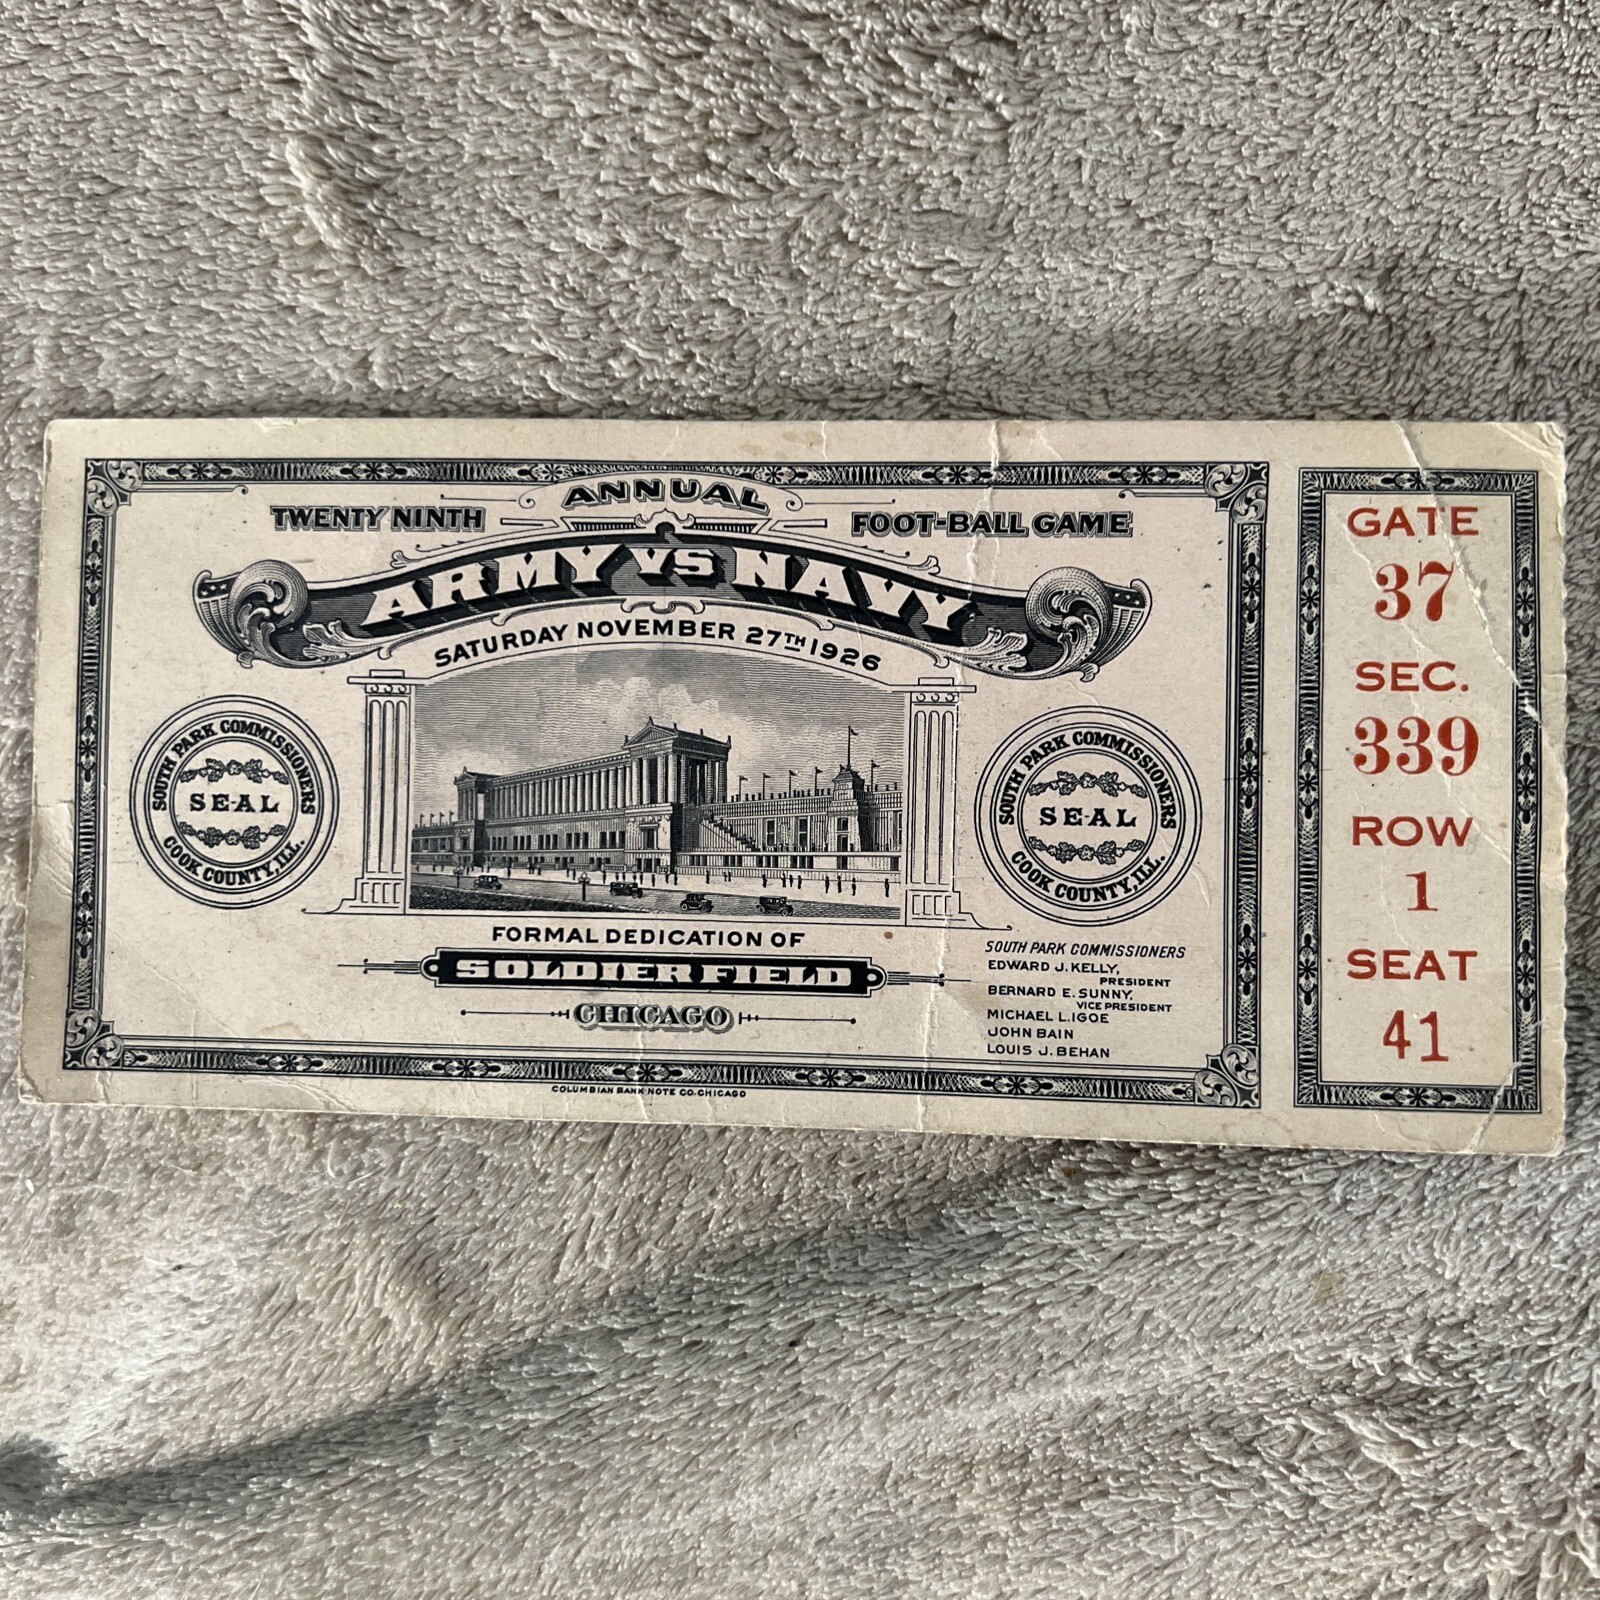 ANNUAL
TWENTY NINTH FOOT-BALL GAME
ARMY VS NAVY
SATURDAY NOVEMBER 27TH 1926
SOUTH PARK COMMISSIONERS
SEAL
COOK COUNTY, ILL.
SOUTH PARK COMMISSIONERS
SEAL
COOK COUNTY, ILL.
FORMAL DEDICATION OF
SOLDIER FIELD
CHICAGO
SOUTH PARK COMMISSIONERS
EDWARD J. KELLY,
PRESIDENT
BERNARD E. SUNNY,
VICE PRESIDENT
MICHAEL L. IGOE
JOHN BAIN
LOUIS J. BEHAN
COLUMBIAN BANK NOTE CO. CHICAGO
GATE
37
SEC.
339
ROW
1
SEAT
41